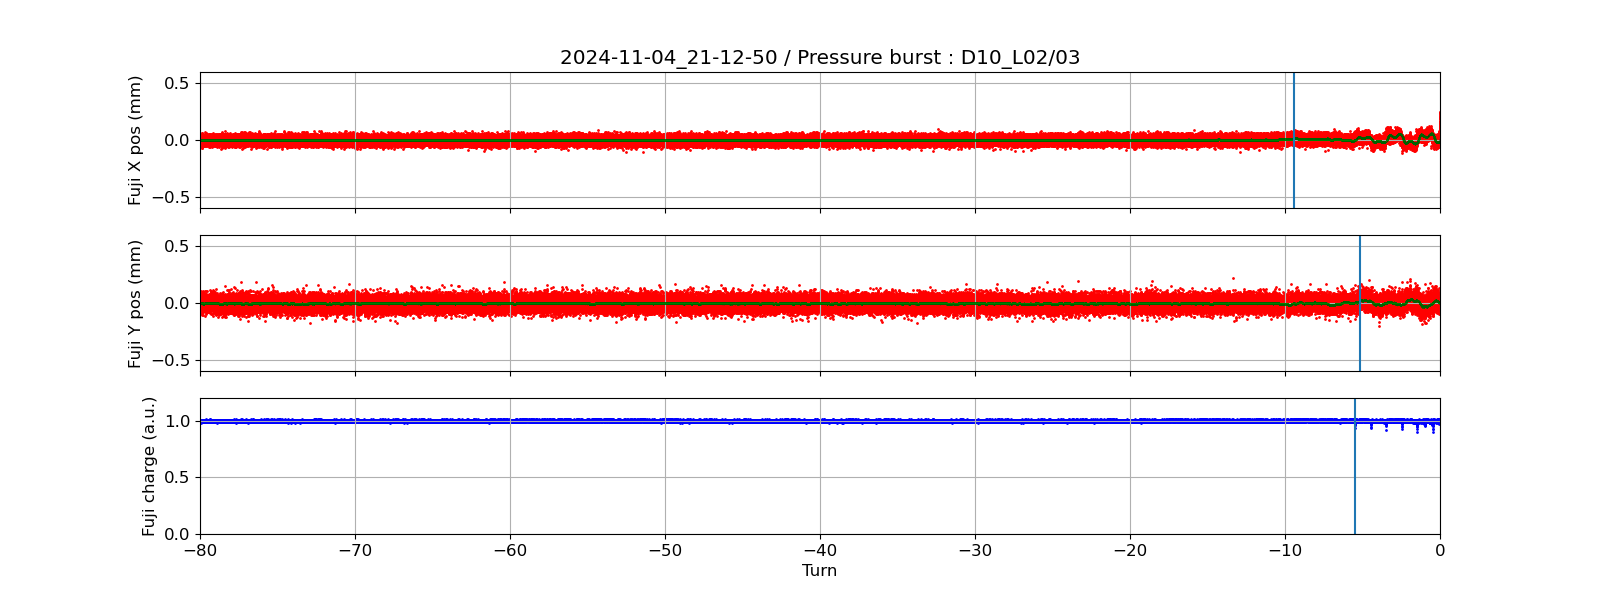 2024-11-04_21-12-50 / Pressure burst : D10_L02/03
Fuji X pos (mm)
0.5
0.0
−0.5
Fuji Y pos (mm)
0.5
0.0
−0.5
Fuji charge (a.u.)
1.0
0.5
0.0
−80 −70 −60 −50 −40 −30 −20 −10 0
Turn